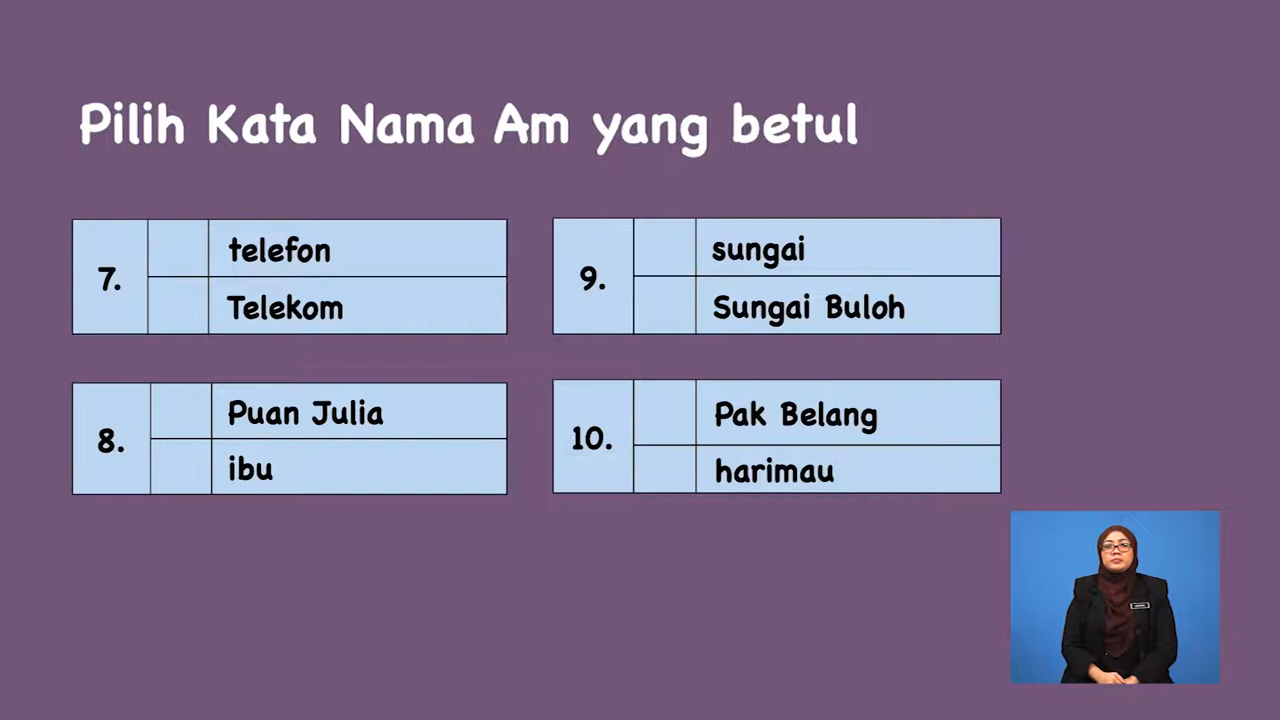 Pilih Kata Nama Am yang betul
7.
telefon
Telekom
8.
Puan Julia
ibu
9.
sungai
Sungai Buloh
10.
Pak Belang
harimau